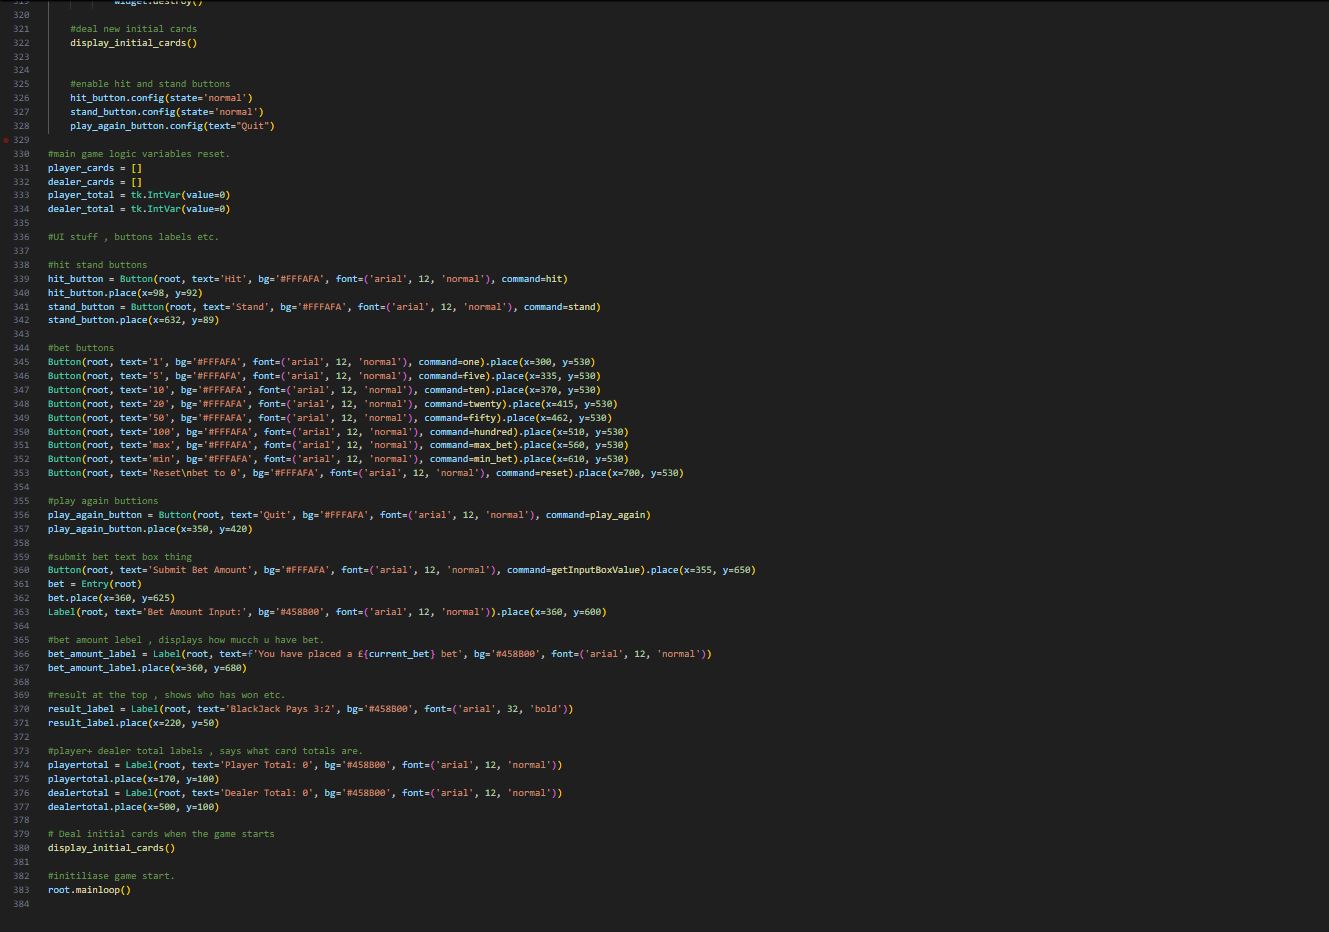 319 widget.destroy()
320
321 #deal new initial cards
322 display_initial_cards()
323
324
325 #enable hit and stand buttons
326 hit_button.config(state='normal')
327 stand_button.config(state='normal')
328 play_again_button.config(text="Quit")
329
330 #main game logic variables reset.
331 player_cards = []
332 dealer_cards = []
333 player_total = tk.IntVar(value=0)
334 dealer_total = tk.IntVar(value=0)
335
336 #UI stuff , buttons labels etc.
337
338 #hit stand buttons
339 hit_button = Button(root, text='Hit', bg='#FFFAFA', font=('arial', 12, 'normal'), command=hit)
340 hit_button.place(x=98, y=92)
341 stand_button = Button(root, text='Stand', bg='#FFFAFA', font=('arial', 12, 'normal'), command=stand)
342 stand_button.place(x=632, y=89)
343
344 #bet buttons
345 Button(root, text='1', bg='#FFFAFA', font=('arial', 12, 'normal'), command=one).place(x=300, y=530)
346 Button(root, text='5', bg='#FFFAFA', font=('arial', 12, 'normal'), command=five).place(x=335, y=530)
347 Button(root, text='10', bg='#FFFAFA', font=('arial', 12, 'normal'), command=ten).place(x=370, y=530)
348 Button(root, text='20', bg='#FFFAFA', font=('arial', 12, 'normal'), command=twenty).place(x=415, y=530)
349 Button(root, text='50', bg='#FFFAFA', font=('arial', 12, 'normal'), command=fifty).place(x=462, y=530)
350 Button(root, text='100', bg='#FFFAFA', font=('arial', 12, 'normal'), command=hundred).place(x=510, y=530)
351 Button(root, text='max', bg='#FFFAFA', font=('arial', 12, 'normal'), command=max_bet).place(x=560, y=530)
352 Button(root, text='min', bg='#FFFAFA', font=('arial', 12, 'normal'), command=min_bet).place(x=610, y=530)
353 Button(root, text='Reset\nbet to 0', bg='#FFFAFA', font=('arial', 12, 'normal'), command=reset).place(x=700, y=530)
354
355 #play again buttions
356 play_again_button = Button(root, text='Quit', bg='#FFFAFA', font=('arial', 12, 'normal'), command=play_again)
357 play_again_button.place(x=350, y=420)
358
359 #submit bet text box thing
360 Button(root, text='Submit Bet Amount', bg='#FFFAFA', font=('arial', 12, 'normal'), command=getInputBoxValue).place(x=355, y=650)
361 bet = Entry(root)
362 bet.place(x=360, y=625)
363 Label(root, text='Bet Amount Input:', bg='#458B00', font=('arial', 12, 'normal')).place(x=360, y=600)
364
365 #bet amount lebel , displays how mucch u have bet.
366 bet_amount_label = Label(root, text=f'You have placed a £{current_bet} bet', bg='#458B00', font=('arial', 12, 'normal'))
367 bet_amount_label.place(x=360, y=680)
368
369 #result at the top , shows who has won etc.
370 result_label = Label(root, text='BlackJack Pays 3:2', bg='#458B00', font=('arial', 32, 'bold'))
371 result_label.place(x=220, y=50)
372
373 #player+ dealer total labels , says what card totals are.
374 playertotal = Label(root, text='Player Total: 0', bg='#458B00', font=('arial', 12, 'normal'))
375 playertotal.place(x=170, y=100)
376 dealertotal = Label(root, text='Dealer Total: 0', bg='#458B00', font=('arial', 12, 'normal'))
377 dealertotal.place(x=500, y=100)
378
379 # Deal initial cards when the game starts
380 display_initial_cards()
381
382 #initiliase game start.
383 root.mainloop()
384